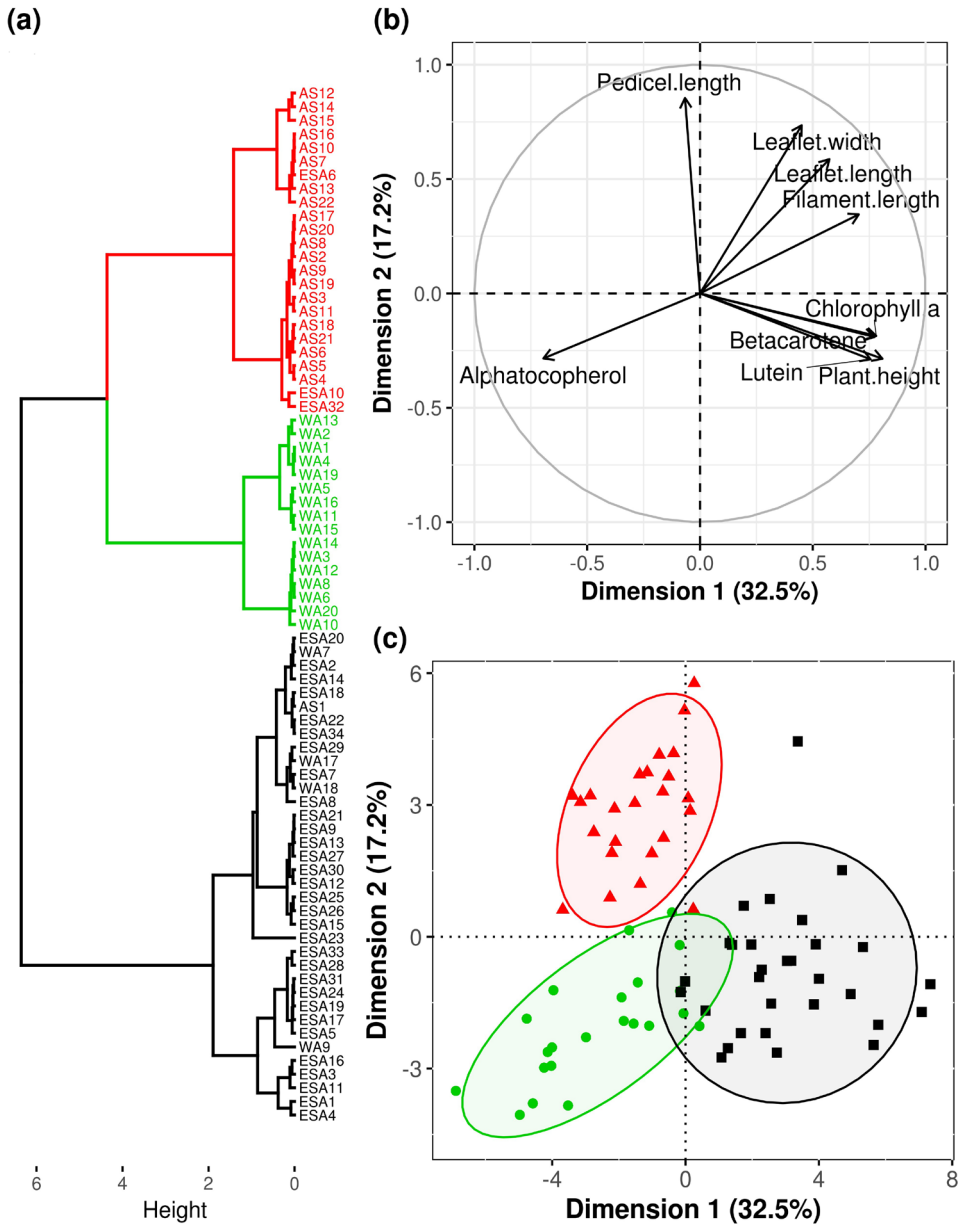 (a)
AS12
AS14
AS15
AS16
AS10
AS7
ESA6
AS13
AS22
AS17
AS20
AS8
AS2
AS9
AS19
AS3
AS11
AS18
AS21
AS6
AS5
AS4
ESA10
ESA32
WA13
WA2
WA1
WA4
WA19
WA5
WA16
WA11
WA15
WA14
WA3
WA12
WA8
WA6
WA20
WA10
ESA20
WA7
ESA2
ESA14
ESA18
AS1
ESA22
ESA34
ESA29
WA17
ESA7
WA18
ESA8
ESA21
ESA9
ESA13
ESA27
ESA30
ESA12
ESA25
ESA26
ESA15
ESA23
ESA33
ESA28
ESA31
ESA24
ESA19
ESA17
ESA5
WA9
ESA16
ESA3
ESA11
ESA1
ESA4
6 4 2 0
Height
(b)
Dimension 2 (17.2%)
1.0
0.5
0.0
-0.5
-1.0
Pedicel.length
Leaflet.width
Leaflet.length
Filament.length
Chlorophyll a
Betacarotene
Lutein
Plant.height
Alphatocopherol
-1.0 -0.5 0.0 0.5 1.0
Dimension 1 (32.5%)
(c)
Dimension 2 (17.2%)
6
3
0
-3
-4 0 4 8
Dimension 1 (32.5%)